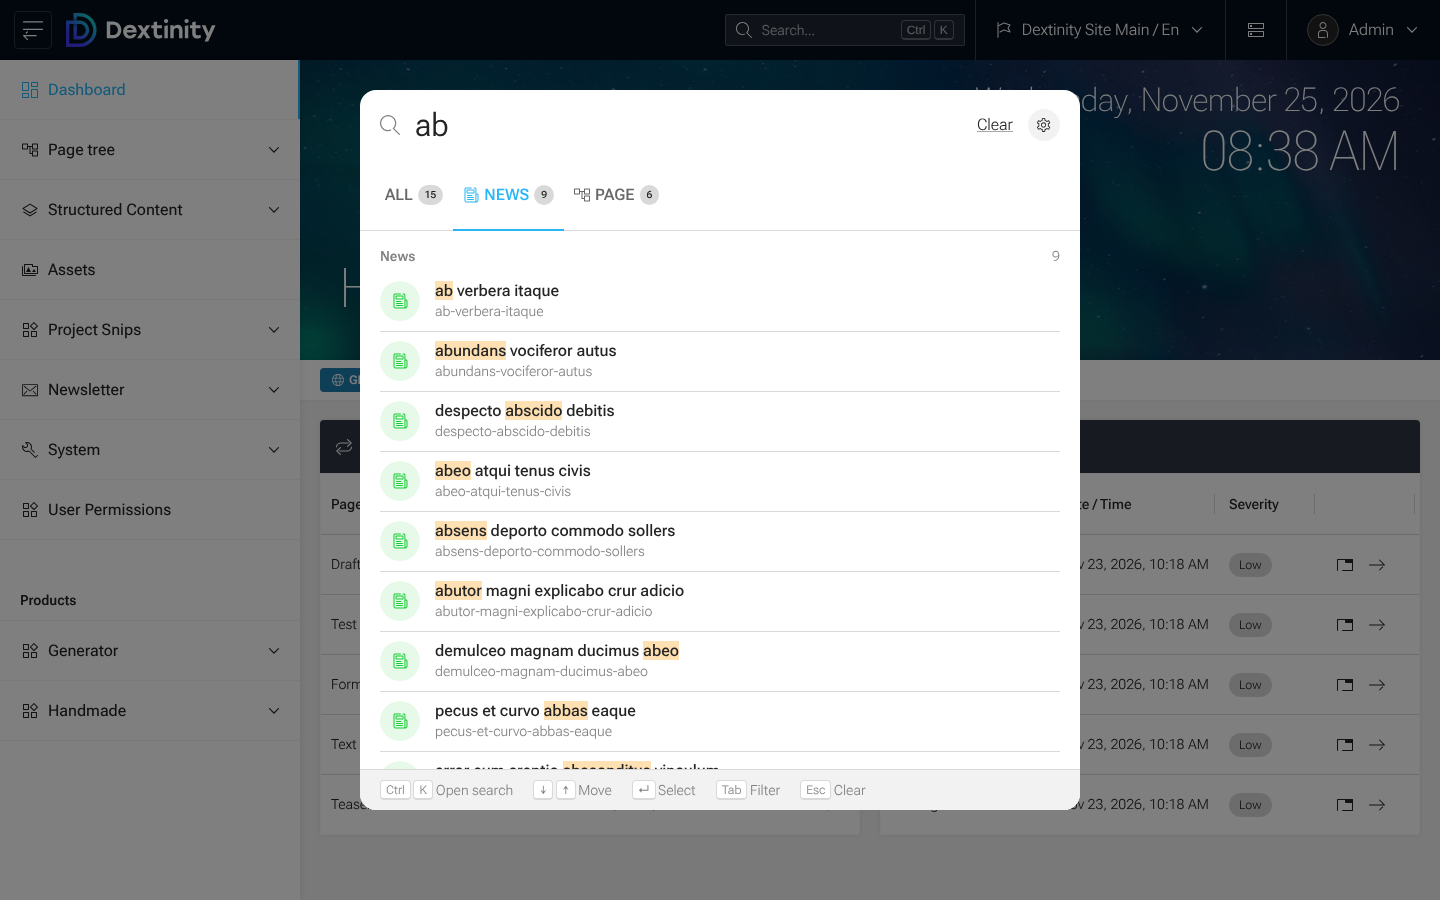 Dextinity
Search...
Ctrl K
Dextinity Site Main / En
Admin
Dashboard
Page tree
Structured Content
Assets
Project Snips
Newsletter
System
User Permissions
Products
Generator
Handmade
day, November 25, 2026
08:38 AM
ab
Clear
ALL 15
NEWS 9
PAGE 6
News
9
ab verbera itaque
ab-verbera-itaque
abundans vociferor autus
abundans-vociferor-autus
despecto abscido debitis
despecto-abscido-debitis
abeo atqui tenus civis
abeo-atqui-tenus-civis
absens deporto commodo sollers
absens-deporto-commodo-sollers
abutor magni explicabo crur adicio
abutor-magni-explicabo-crur-adicio
demulceo magnam ducimus abeo
demulceo-magnam-ducimus-abeo
pecus et curvo abbas eaque
pecus-et-curvo-abbas-eaque
Ctrl K Open search
↓ ↑ Move
↵ Select
Tab Filter
Esc Clear
Page
/ Time
Severity
Draft
23, 2026, 10:18 AM
Low
Test
23, 2026, 10:18 AM
Low
Form
23, 2026, 10:18 AM
Low
Text
23, 2026, 10:18 AM
Low
23, 2026, 10:18 AM
Low